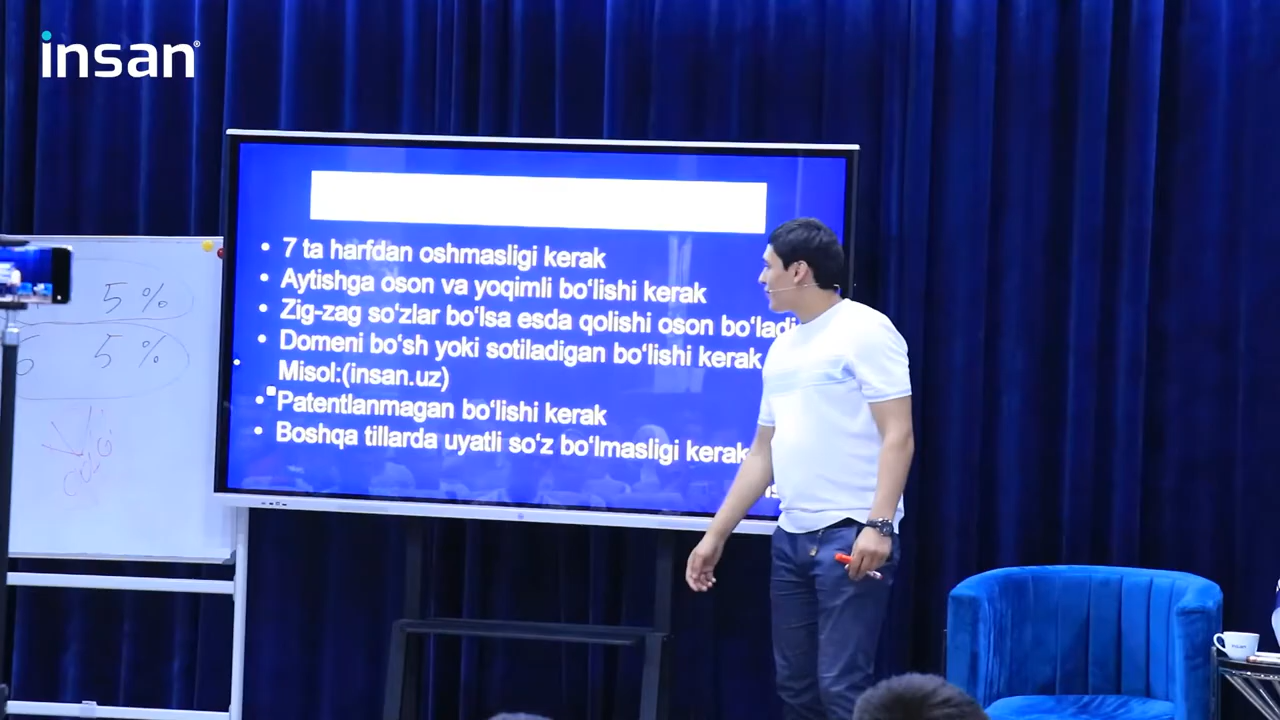 insan
5%
5%
• 7 ta harfdan oshmasligi kerak
• Aytishga oson va yoqimli bo‘lishi kerak
• Zig-zag so‘zlar bo‘lsa esda qolishi oson bo‘ladi
• Domeni bo‘sh yoki sotiladigan bo‘lishi kerak
Misol:(insan.uz)
• Patentlanmagan bo‘lishi kerak
• Boshqa tillarda uyatli so‘z bo‘lmasligi kerak